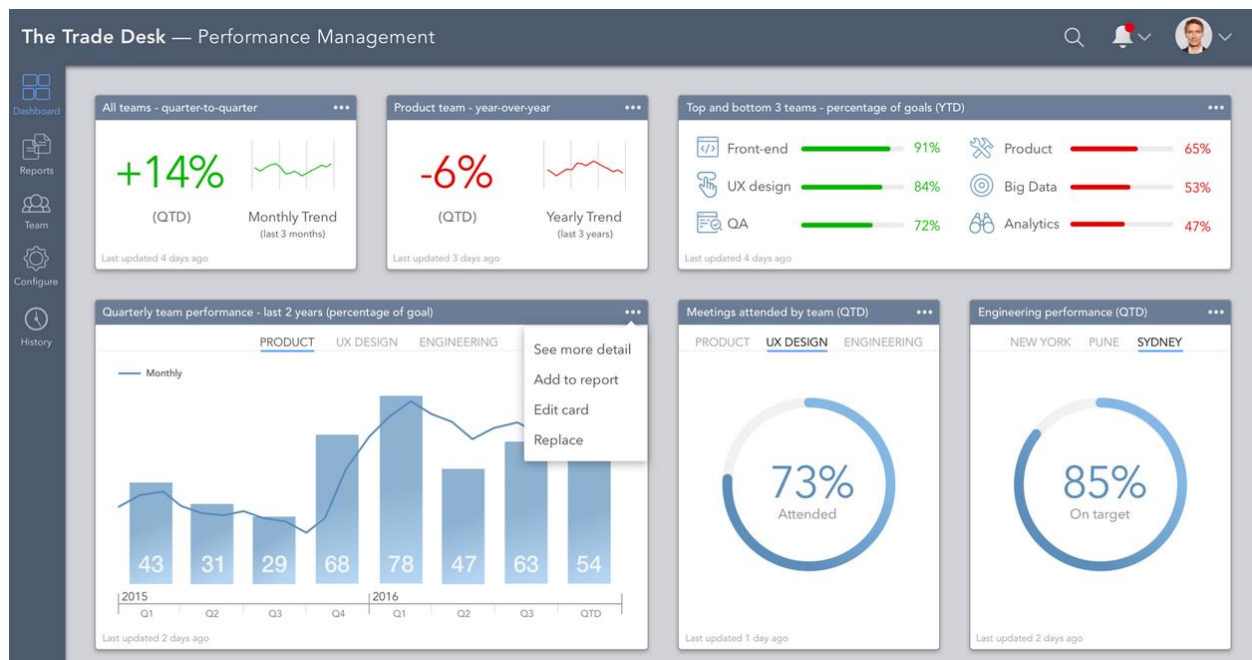 The Trade Desk — Performance Management
Dashboard
Reports
Team
Configure
History
All teams - quarter-to-quarter
+14%
(QTD)
Monthly Trend
(last 3 months)
Last updated 4 days ago
Product team - year-over-year
-6%
(QTD)
Yearly Trend
(last 3 years)
Last updated 3 days ago
Top and bottom 3 teams - percentage of goals (YTD)
Front-end 91%
UX design 84%
QA 72%
Product 65%
Big Data 53%
Analytics 47%
Last updated 4 days ago
Quarterly team performance - last 2 years (percentage of goal)
PRODUCT UX DESIGN ENGINEERING
See more detail
Add to report
Edit card
Replace
Monthly
43 31 29 68 78 47 63 54
2015 2016
Q1 Q2 Q3 Q4 Q1 Q2 Q3 QTD
Last updated 2 days ago
Meetings attended by team (QTD)
PRODUCT UX DESIGN ENGINEERING
73%
Attended
Last updated 1 day ago
Engineering performance (QTD)
NEW YORK PUNE SYDNEY
85%
On target
Last updated 2 days ago